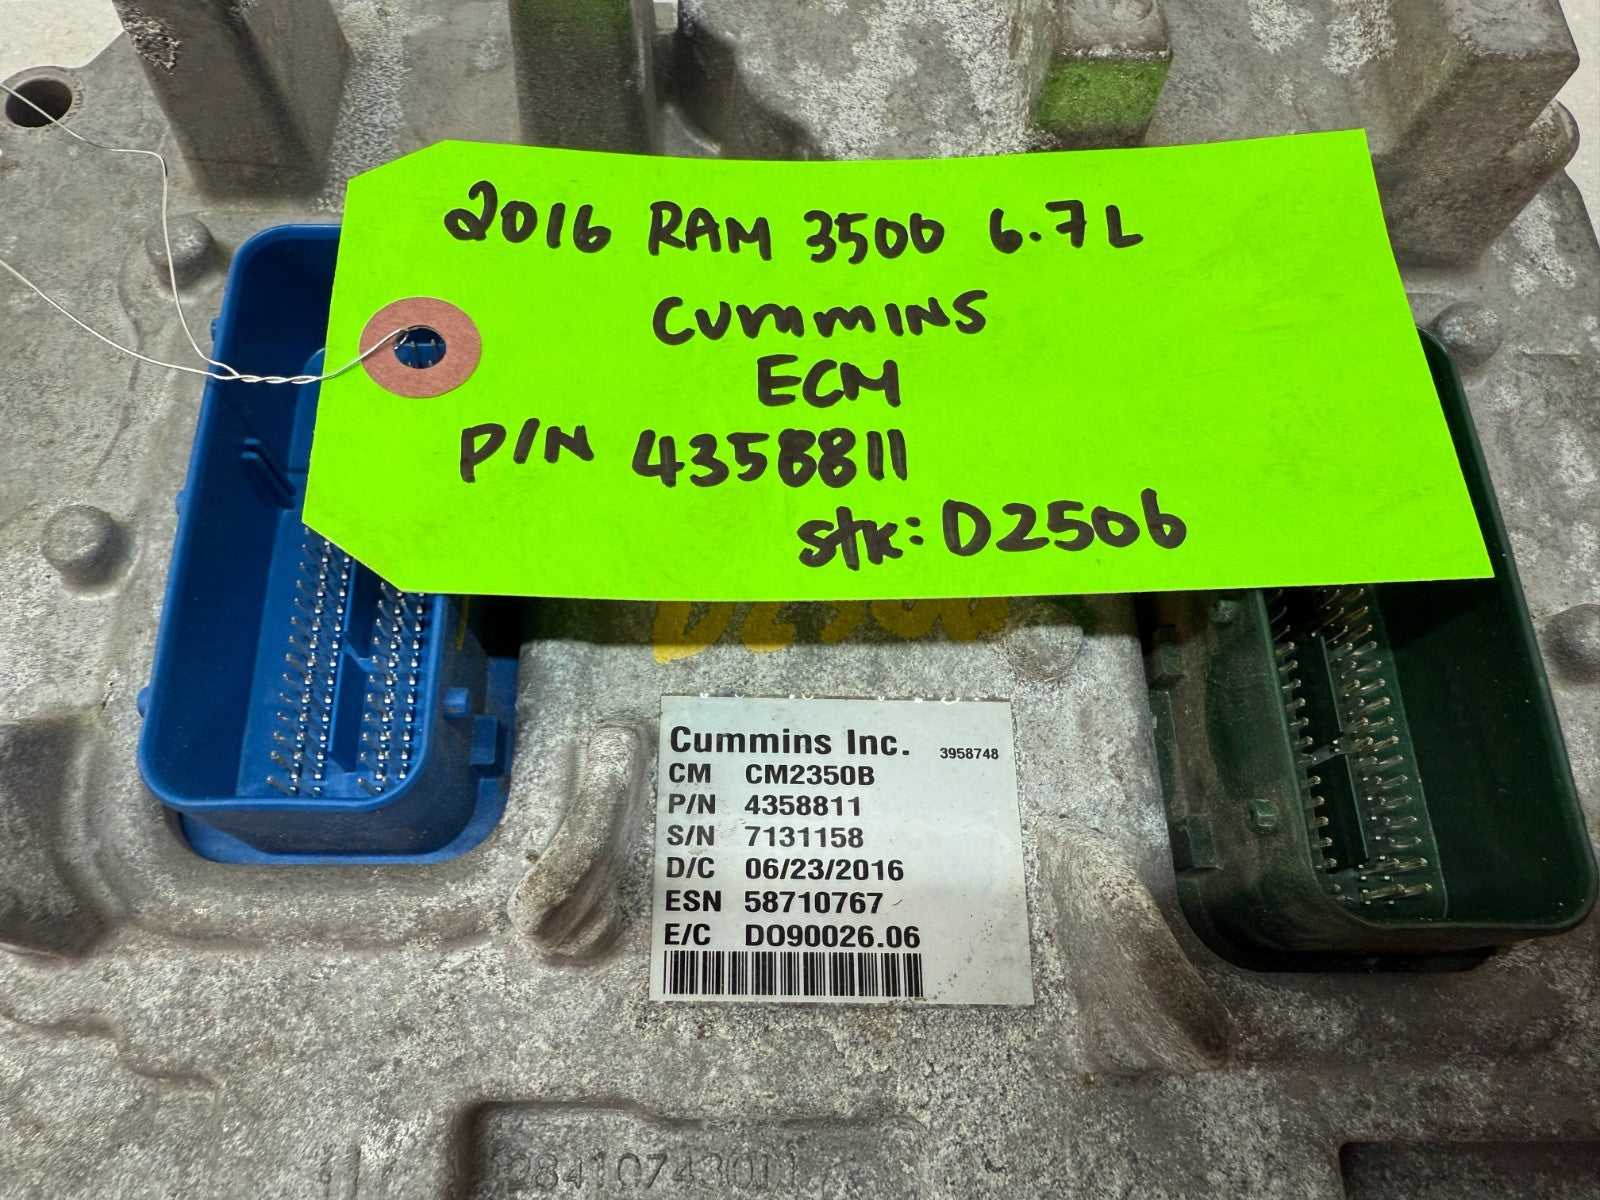 2016 RAM 3500 6.7L
Cummins
ECM
P/N 4358811
stk: D2506
D2506
Cummins Inc. 3958748
CM CM2350B
P/N 4358811
S/N 7131158
D/C 06/23/2016
ESN 58710767
E/C DO90026.06